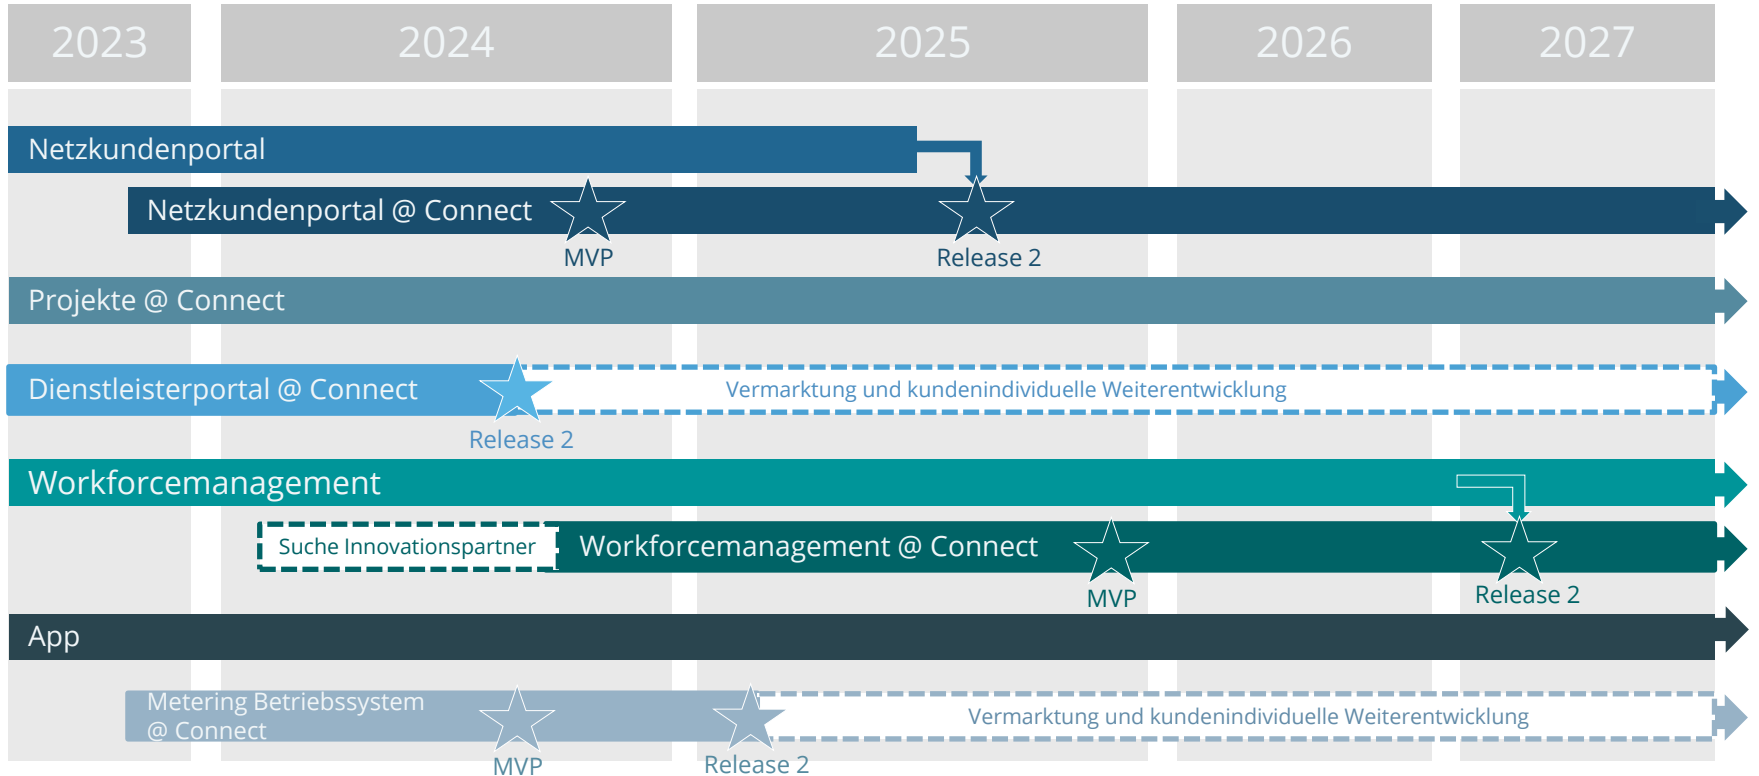 2023 2024 2025 2026 2027
Netzkundenportal
Netzkundenportal @ Connect
MVP Release 2
Projekte @ Connect
Dienstleisterportal @ Connect Vermarktung und kundenindividuelle Weiterentwicklung
Release 2
Workforcemanagement
Suche Innovationspartner Workforcemanagement @ Connect
MVP Release 2
App
Metering Betriebssystem
@ Connect
Vermarktung und kundenindividuelle Weiterentwicklung
MVP Release 2